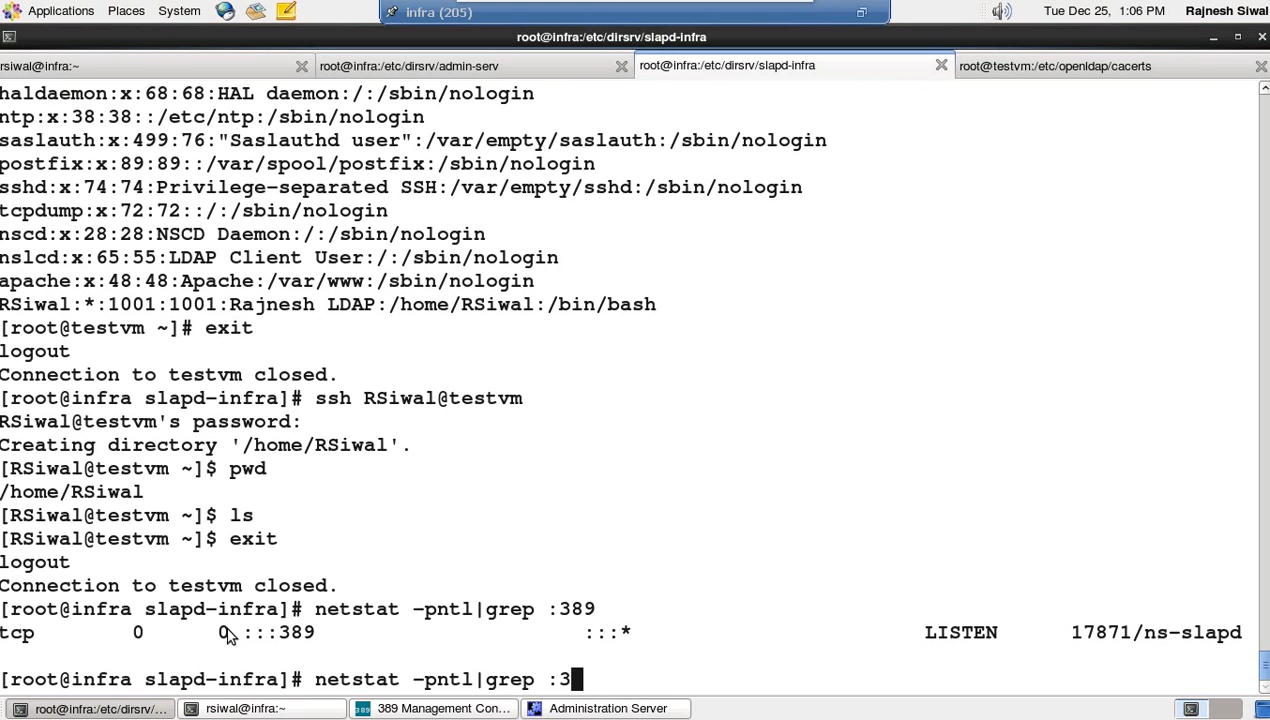 Applications Places System
infra (205)
Tue Dec 25, 1:06 PM Rajnesh Siwal
root@infra:/etc/dirsrv/slapd-infra
rsiwal@infra:~
root@infra:/etc/dirsrv/admin-serv
root@infra:/etc/dirsrv/slapd-infra
root@testvm:/etc/openldap/cacerts
haldaemon:x:68:68:HAL daemon:/:/sbin/nologin
ntp:x:38:38::/etc/ntp:/sbin/nologin
saslauth:x:499:76:"Saslauthd user":/var/empty/saslauth:/sbin/nologin
postfix:x:89:89::/var/spool/postfix:/sbin/nologin
sshd:x:74:74:Privilege-separated SSH:/var/empty/sshd:/sbin/nologin
tcpdump:x:72:72::/:/sbin/nologin
nscd:x:28:28:NSCD Daemon:/:/sbin/nologin
nslcd:x:65:55:LDAP Client User:/:/sbin/nologin
apache:x:48:48:Apache:/var/www:/sbin/nologin
RSiwal:*:1001:1001:Rajnesh LDAP:/home/RSiwal:/bin/bash
[root@testvm ~]# exit
logout
Connection to testvm closed.
[root@infra slapd-infra]# ssh RSiwal@testvm
RSiwal@testvm's password:
Creating directory '/home/RSiwal'.
[RSiwal@testvm ~]$ pwd
/home/RSiwal
[RSiwal@testvm ~]$ ls
[RSiwal@testvm ~]$ exit
logout
Connection to testvm closed.
[root@infra slapd-infra]# netstat -pntl|grep :389
tcp 0 0 :::389 :::* LISTEN 17871/ns-slapd
[root@infra slapd-infra]# netstat -pntl|grep :3
root@infra:/etc/dirsrv/...
rsiwal@infra:~
389 Management Con...
Administration Server